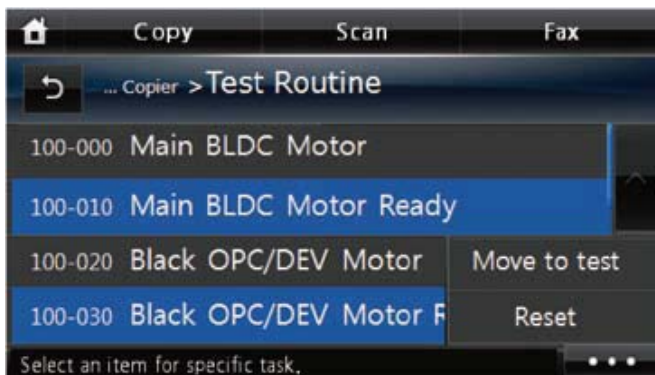 Copy Scan Fax
... Copier >Test Routine
100-000 Main BLDC Motor
100-010 Main BLDC Motor Ready
100-020 Black OPC/DEV Motor Move to test
100-030 Black OPC/DEV Motor R Reset
Select an item for specific task.